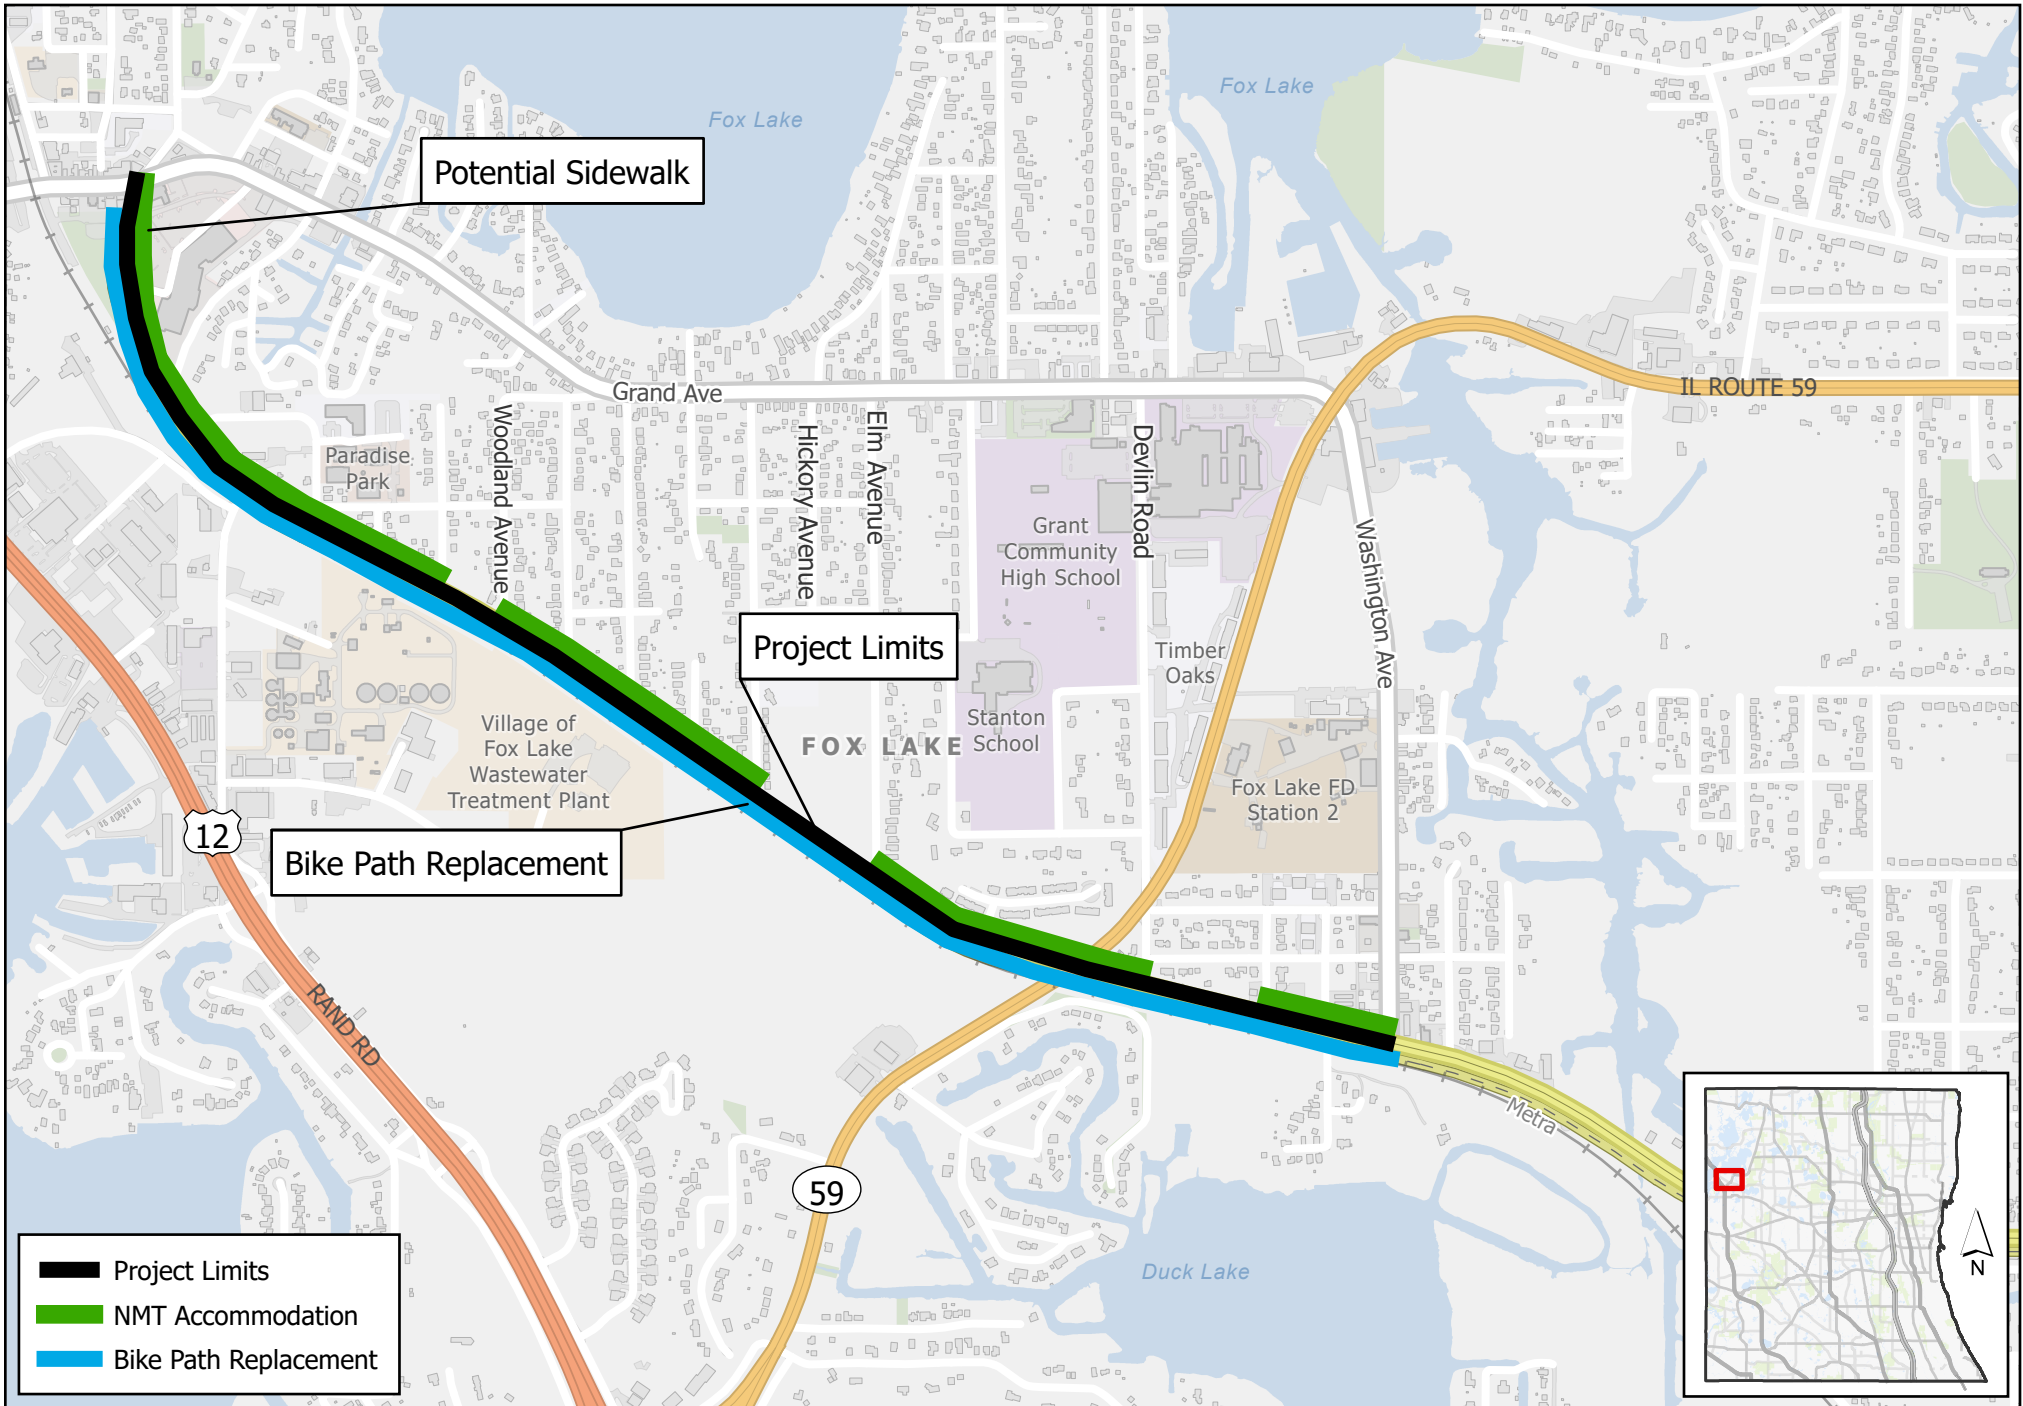 Fox Lake
Fox Lake
Potential Sidewalk
Grand Ave
IL ROUTE 59
Paradise
Park
Woodland Avenue
Hickory Avenue
Elm Avenue
Devlin Road
Grant
Community
High School
Washington Ave
Project Limits
Timber
Oaks
Village of
Fox Lake
Wastewater
Treatment Plant
FOX LAKE
Stanton
School
Fox Lake FD
Station 2
12
Bike Path Replacement
RAND RD
Metra
59
Duck Lake
Project Limits
NMT Accommodation
Bike Path Replacement
N